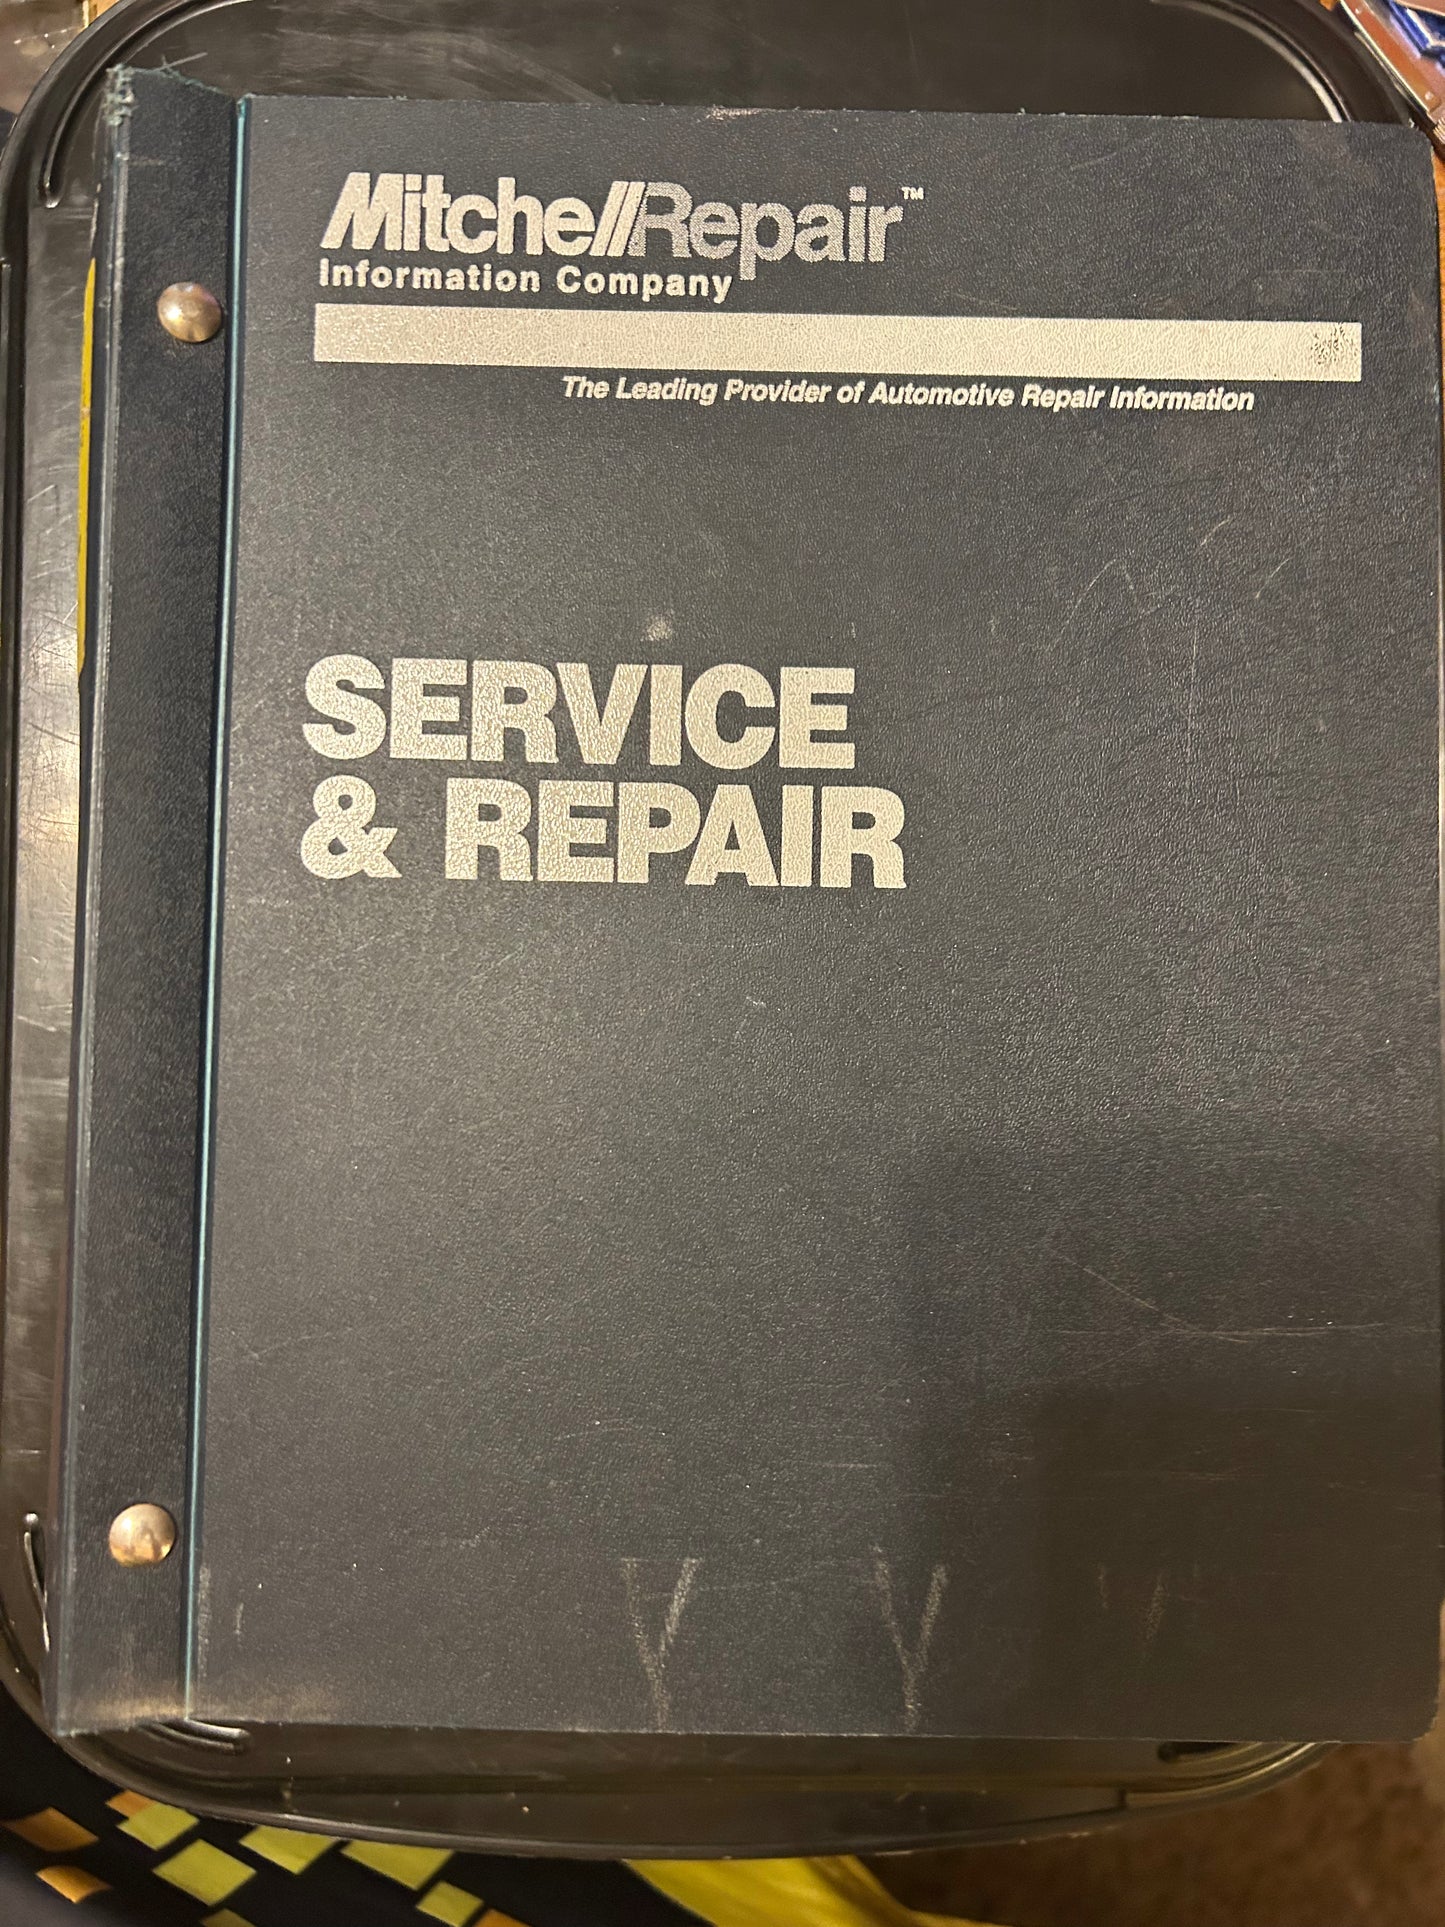 MitchellRepair™
Information Company
The Leading Provider of Automotive Repair Information
SERVICE
& REPAIR